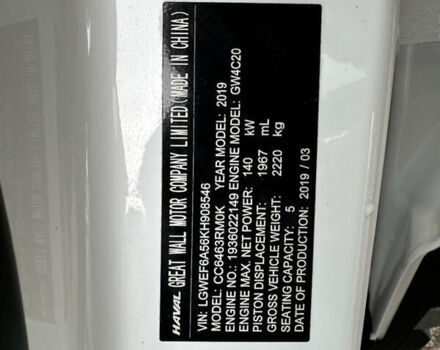 HAVAL GREAT WALL MOTOR COMPANY LIMITED (MADE IN CHINA)
VIN: LGWEF6A56KH908546
MODEL: CC6463RM0K YEAR MODEL: 2019
ENGINE NO.: 1936022149 ENGINE MODEL: GW4C20
ENGINE MAX. NET POWER: 140 kW
PISTON DISPLACEMENT: 1967 mL
GROSS VEHICLE WEIGHT: 2220 kg
SEATING CAPACITY: 5
DATE OF PRODUCTION: 2019 / 03